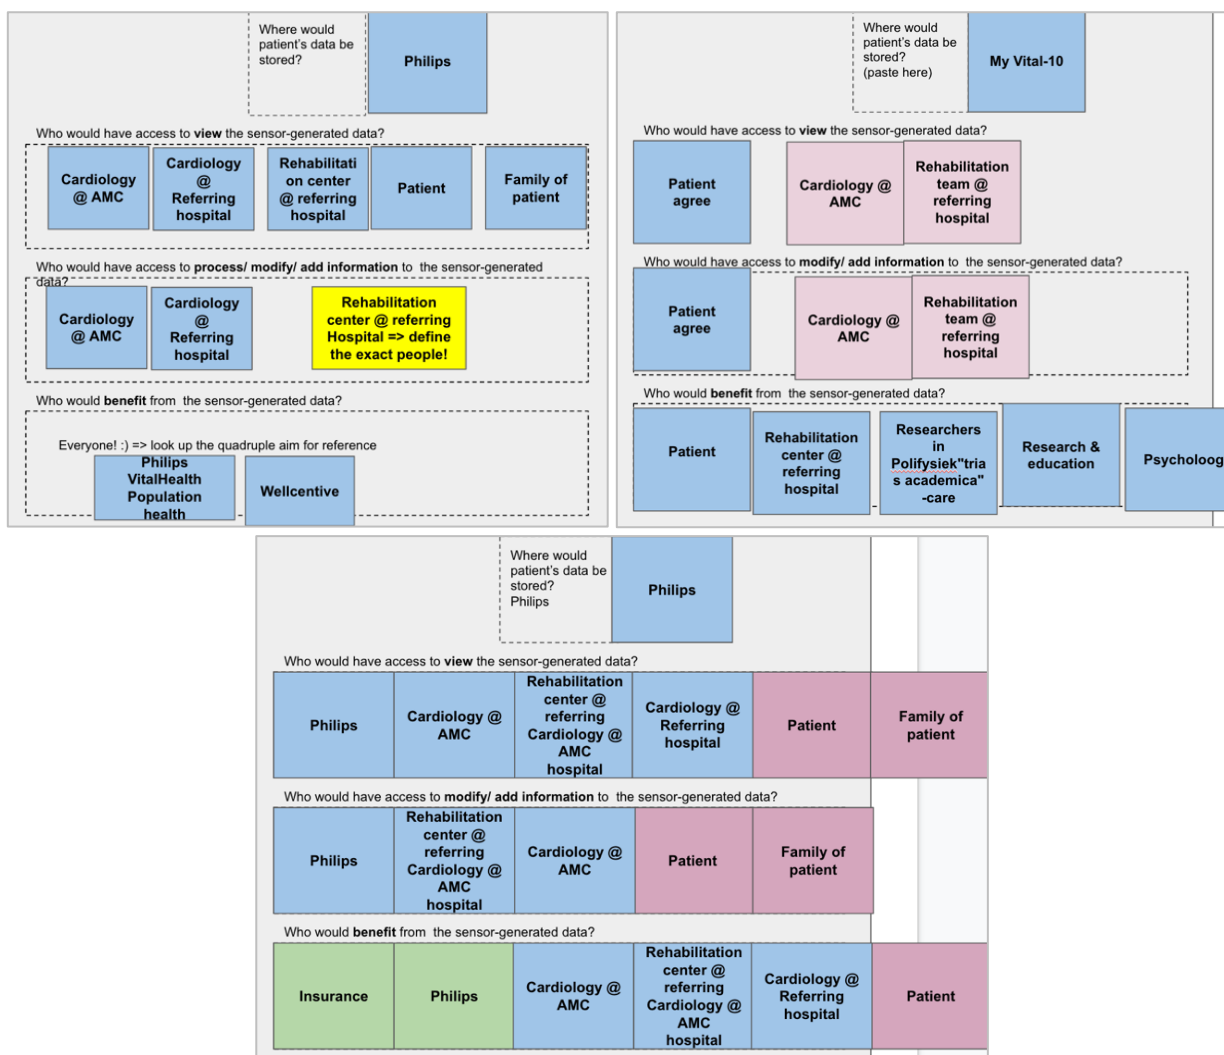 Where would
patient's data be
stored?
Philips
Who would have access to view the sensor-generated data?
Cardiology
@ AMC
Cardiology
@
Referring
hospital
Rehabilitati
on center
@ referring
hospital
Patient
Family of
patient
Who would have access to process/ modify/ add information to the sensor-generated
data?
Cardiology
@ AMC
Cardiology
@
Referring
hospital
Rehabilitation
center @ referring
Hospital => define
the exact people!
Who would benefit from the sensor-generated data?
Everyone! :) => look up the quadruple aim for reference
Philips
VitalHealth
Population
health
Wellcentive
Where would
patient's data be
stored?
(paste here)
My Vital-10
Who would have access to view the sensor-generated data?
Patient
agree
Cardiology @
AMC
Rehabilitation
team @
referring
hospital
Who would have access to modify/ add information to the sensor-generated data?
Patient
agree
Cardiology @
AMC
Rehabilitation
team @
referring
hospital
Who would benefit from the sensor-generated data?
Patient
Rehabilitation
center @
referring
hospital
Researchers
in
Polifysiek"tria
s academica"
-care
Research &
education
Psycholoog
Where would
patient's data be
stored?
Philips
Philips
Who would have access to view the sensor-generated data?
Philips
Cardiology @
AMC
Rehabilitation
center @
referring
Cardiology @
AMC
hospital
Cardiology @
Referring
hospital
Patient
Family of
patient
Who would have access to modify/ add information to the sensor-generated data?
Philips
Rehabilitation
center @
referring
Cardiology @
AMC
hospital
Cardiology @
AMC
Patient
Family of
patient
Who would benefit from the sensor-generated data?
Insurance
Philips
Cardiology @
AMC
Rehabilitation
center @
referring
Cardiology @
AMC
hospital
Cardiology @
Referring
hospital
Patient